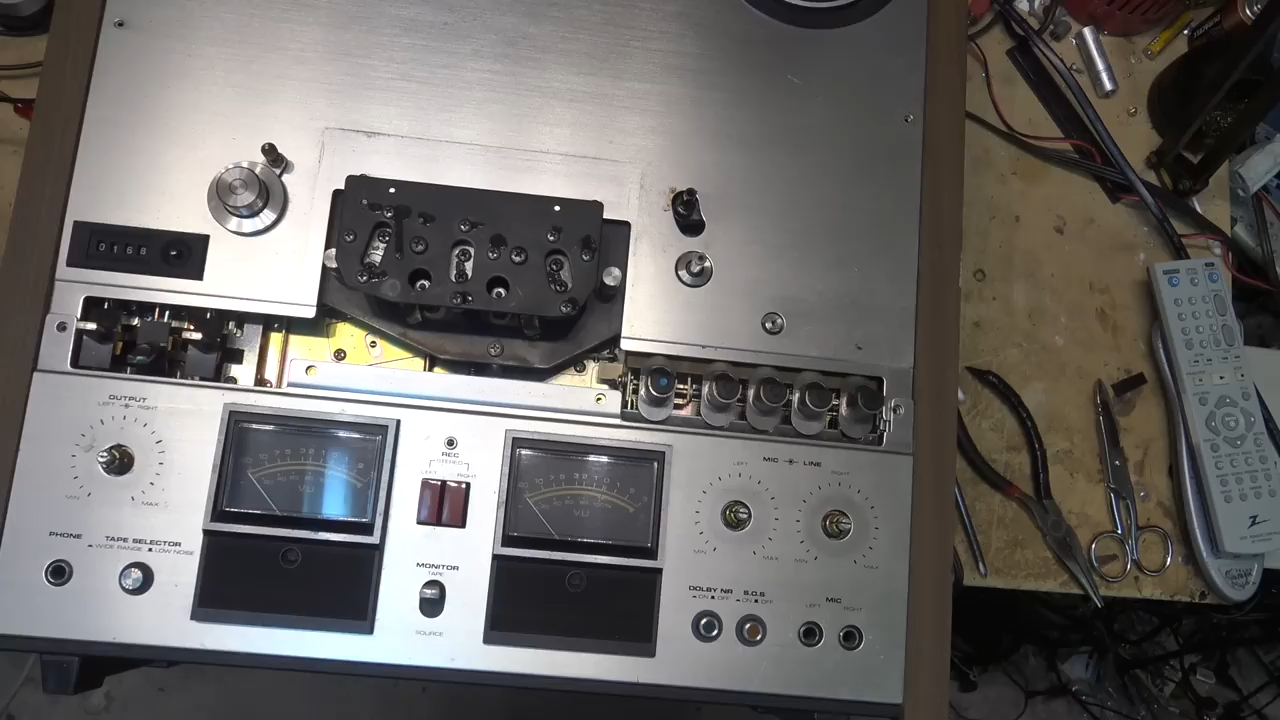 0168
OUTPUT
LEFT RIGHT
MIN MAX
PHONE
TAPE SELECTOR
WIDE RANGE LOW NOISE
VU
REC
STEREO
LEFT RIGHT
MONITOR
TAPE
SOURCE
VU
MIC LINE
LEFT RIGHT
MIN MAX MIN MAX
DOLBY NR S.O.S
ON OFF ON OFF
MIC
LEFT RIGHT
Z